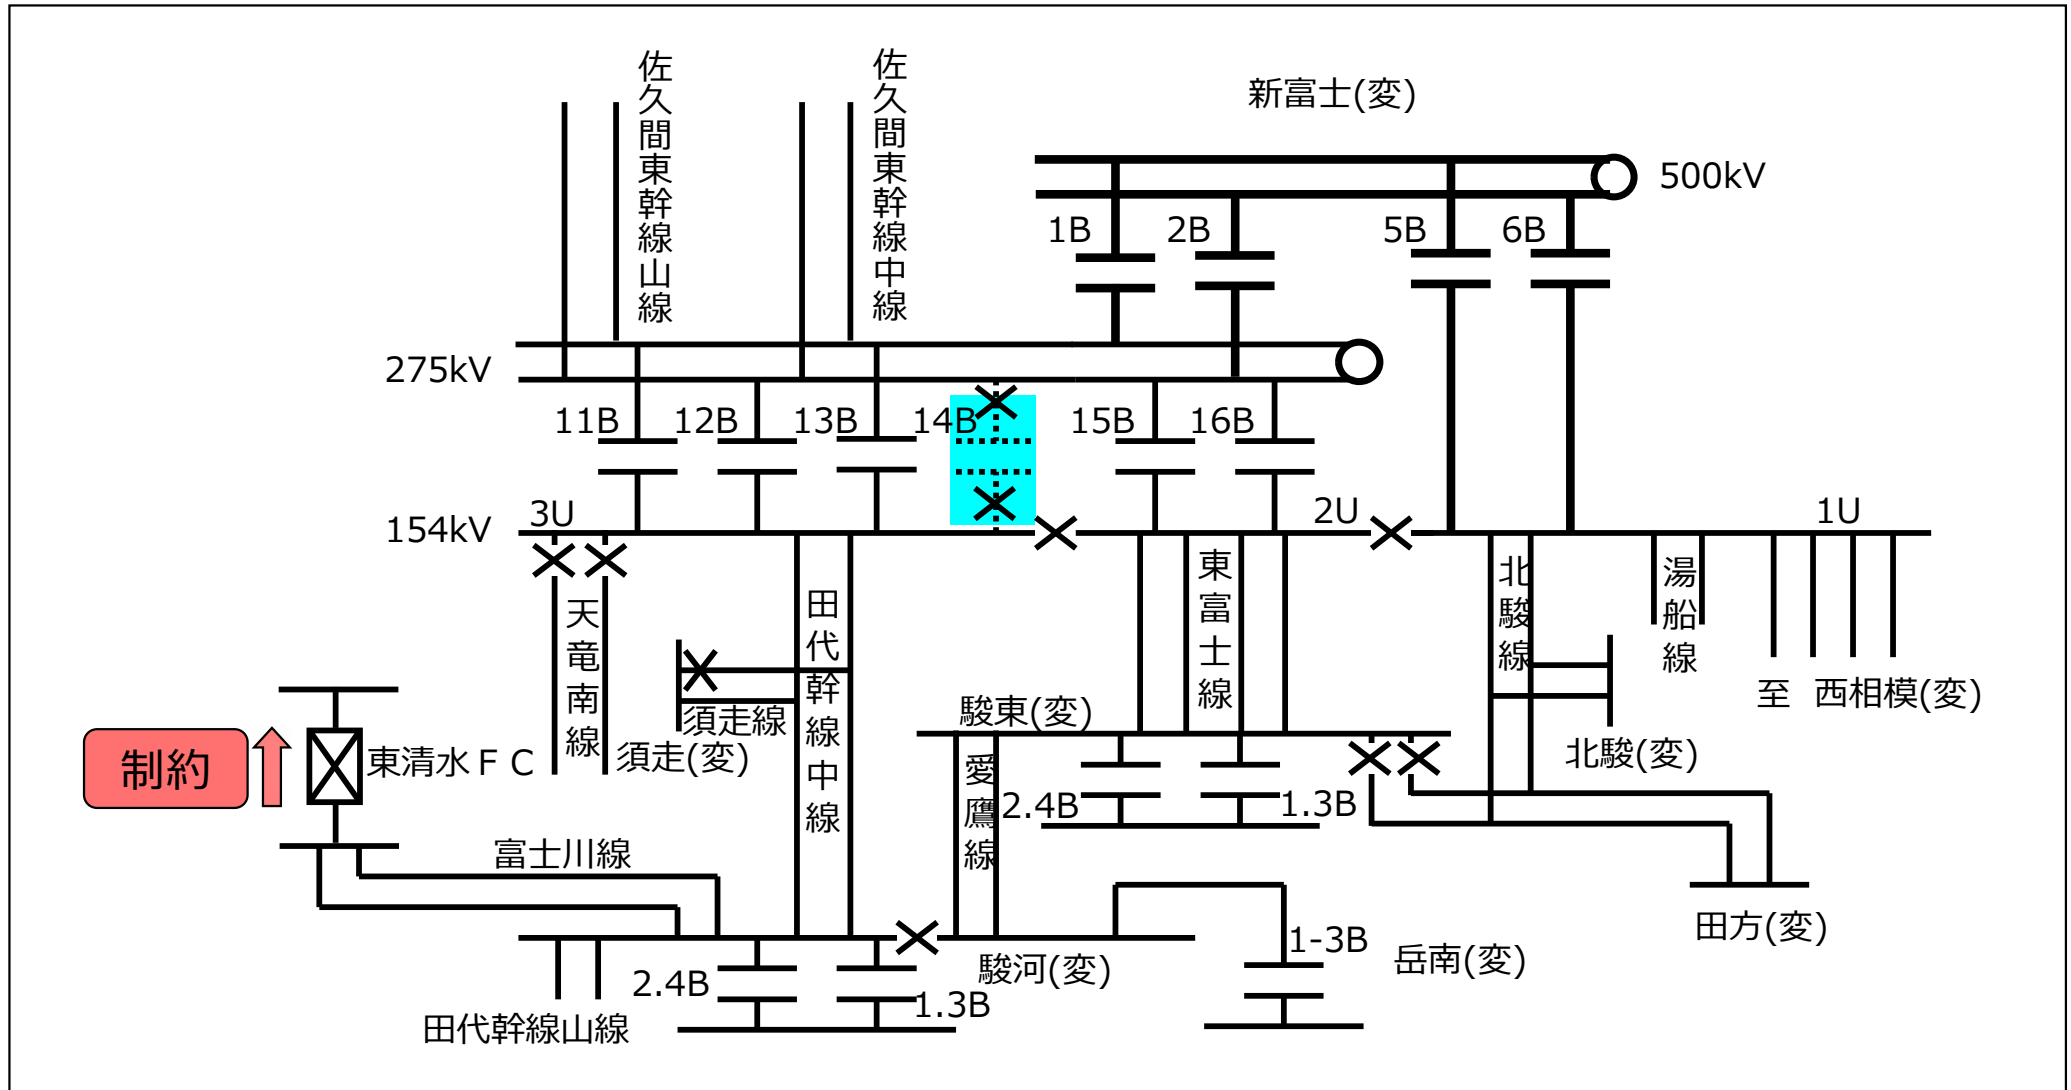 佐久間東幹線山線
佐久間東幹線中線
新富士(変)
500kV
1B
2B
5B
6B
275kV
11B
12B
13B
14B
15B
16B
154kV
3U
2U
1U
天竜南線
田代幹線中線
東富士線
北駿線
湯船線
至 西相模(変)
須走線
須走(変)
駿東(変)
北駿(変)
制約
東清水FC
愛鷹線
2.4B
1.3B
富士川線
田方(変)
2.4B
1.3B
駿河(変)
1-3B
岳南(変)
田代幹線山線